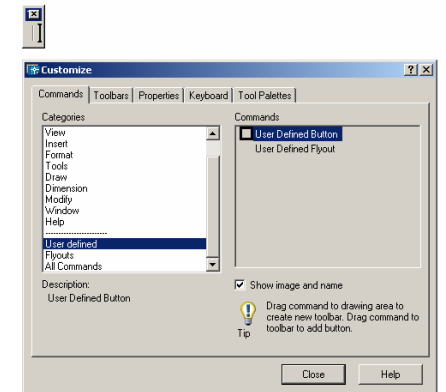 Customize
Commands Toolbars Properties Keyboard Tool Palettes
Categories
View
Insert
Format
Tools
Draw
Dimension
Modify
Window
Help
------------------------
User defined
Flyouts
All Commands
Commands
User Defined Button
User Defined Flyout
Description:
User Defined Button
Show image and name
Tip
Drag command to drawing area to
create new toolbar. Drag command to
toolbar to add button.
Close Help